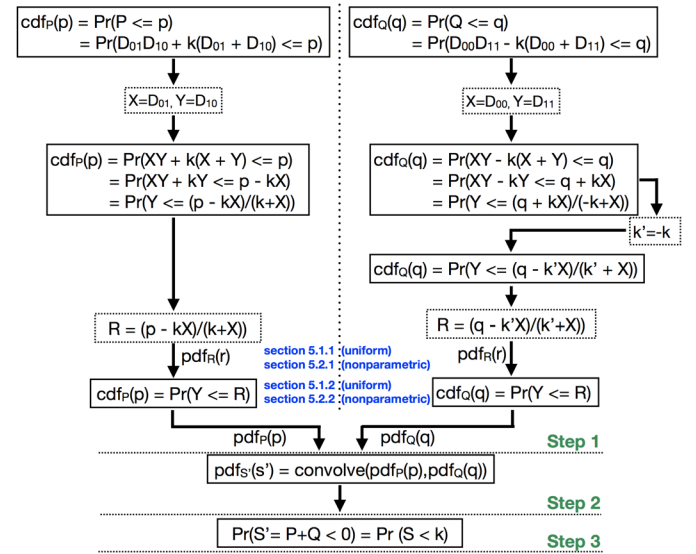 cdfP(p) = Pr(P <= p)
= Pr(D01D10 + k(D01 + D10) <= p)
X=D01, Y=D10
cdfP(p) = Pr(XY + k(X + Y) <= p)
= Pr(XY + kY <= p - kX)
= Pr(Y <= (p - kX)/(k+X))
R = (p - kX)/(k+X))
pdfR(r)
cdfP(p) = Pr(Y <= R)
pdfP(p)
cdfQ(q) = Pr(Q <= q)
= Pr(D00D11 - k(D00 + D11) <= q)
X=D00, Y=D11
cdfQ(q) = Pr(XY - k(X + Y) <= q)
= Pr(XY - kY <= q + kX)
= Pr(Y <= (q + kX)/(-k+X))
k'=-k
cdfQ(q) = Pr(Y <= (q - k'X)/(k' + X))
R = (q - k'X)/(k'+X))
pdfR(r)
cdfQ(q) = Pr(Y <= R)
pdfQ(q)
section 5.1.1 (uniform)
section 5.2.1 (nonparametric)
section 5.1.2 (uniform)
section 5.2.2 (nonparametric)
Step 1
pdfS'(s') = convolve(pdfP(p),pdfQ(q))
Step 2
Pr(S'= P+Q < 0) = Pr (S < k)
Step 3